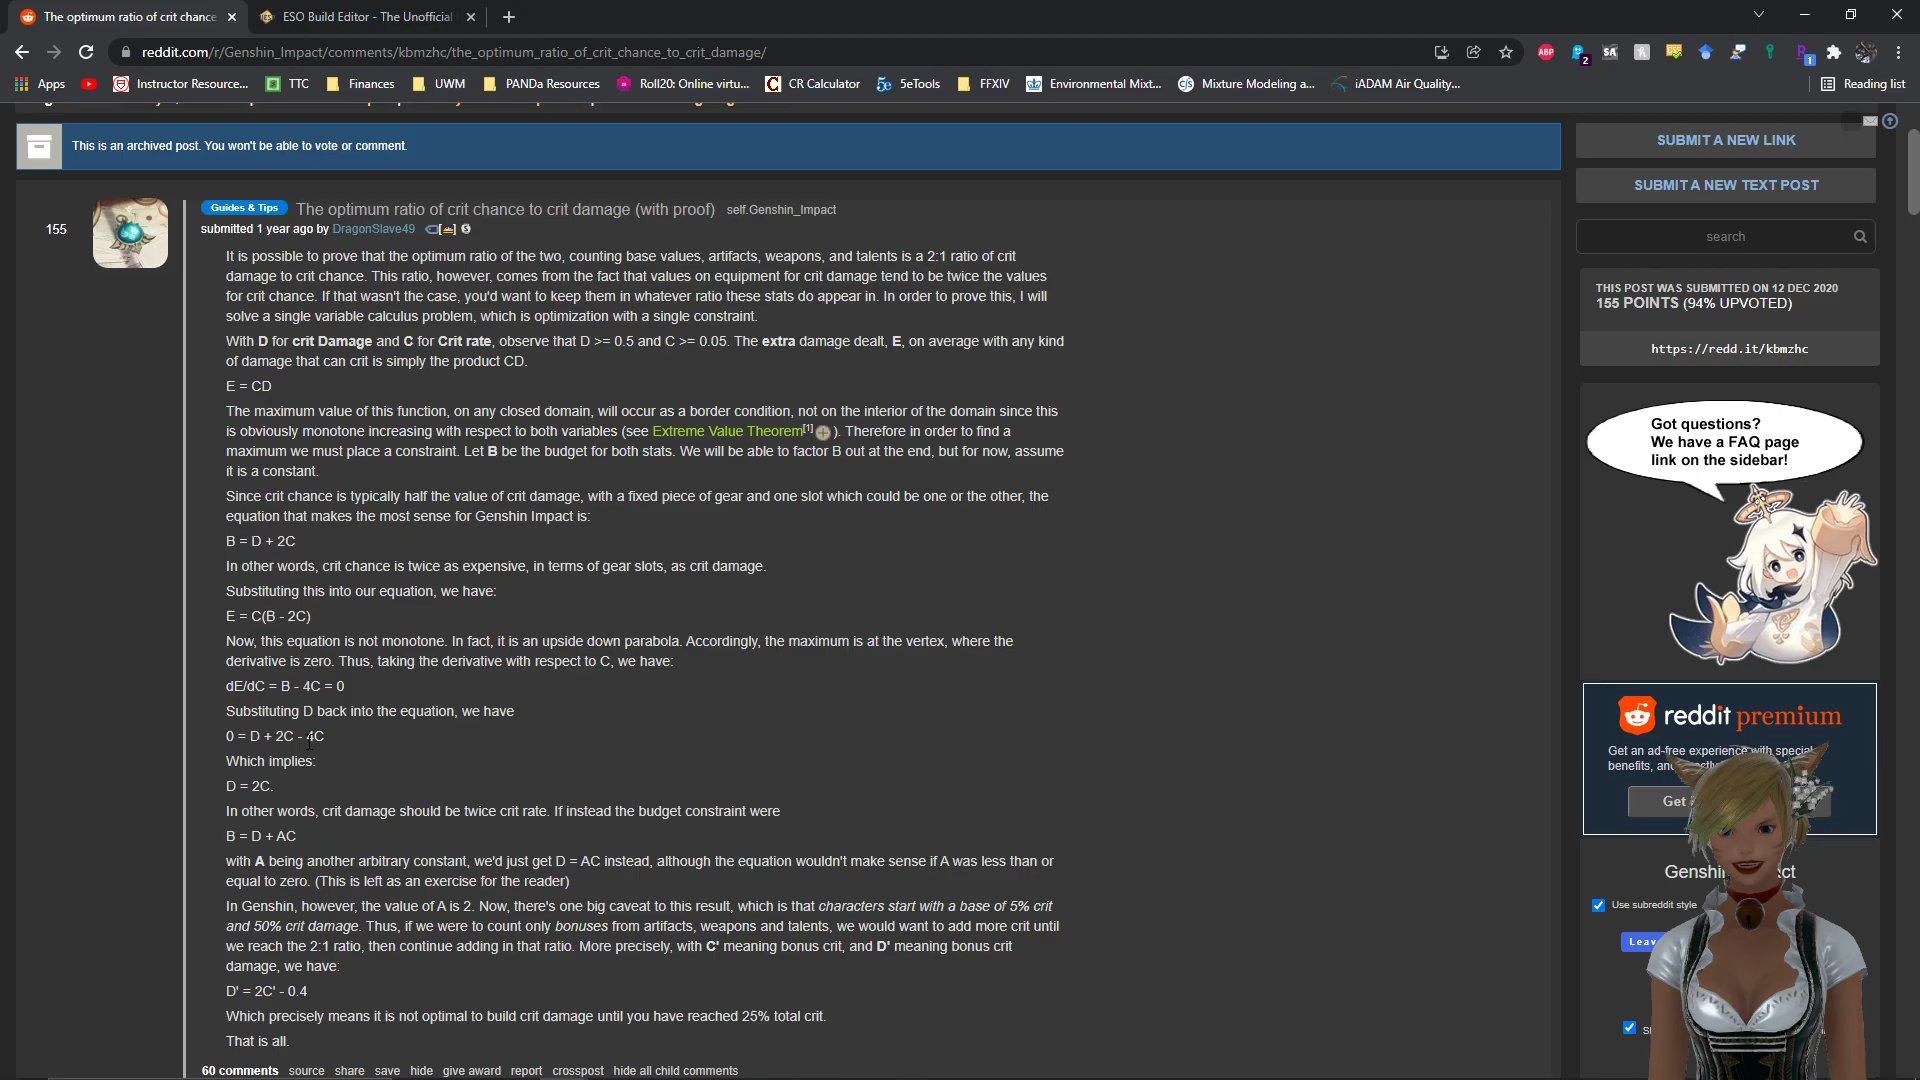 The optimum ratio of crit chance
ESO Build Editor - The Unofficial
reddit.com/r/Genshin_Impact/comments/kbmzhc/the_optimum_ratio_of_crit_chance_to_crit_damage/
ABP
2
1
Apps
Instructor Resource...
TTC
Finances
UWM
PANDa Resources
Roll20: Online virtu...
CR Calculator
5eTools
FFXIV
Environmental Mixt...
Mixture Modeling a...
iADAM Air Quality...
Reading list
This is an archived post. You won't be able to vote or comment.
155
Guides & Tips The optimum ratio of crit chance to crit damage (with proof) self.Genshin_Impact
submitted 1 year ago by DragonSlave49
It is possible to prove that the optimum ratio of the two, counting base values, artifacts, weapons, and talents is a 2:1 ratio of crit
damage to crit chance. This ratio, however, comes from the fact that values on equipment for crit damage tend to be twice the values
for crit chance. If that wasn't the case, you'd want to keep them in whatever ratio these stats do appear in. In order to prove this, I will
solve a single variable calculus problem, which is optimization with a single constraint.
With D for crit Damage and C for Crit rate, observe that D >= 0.5 and C >= 0.05. The extra damage dealt, E, on average with any kind
of damage that can crit is simply the product CD.
E = CD
The maximum value of this function, on any closed domain, will occur as a border condition, not on the interior of the domain since this
is obviously monotone increasing with respect to both variables (see Extreme Value Theorem[1] ). Therefore in order to find a
maximum we must place a constraint. Let B be the budget for both stats. We will be able to factor B out at the end, but for now, assume
it is a constant.
Since crit chance is typically half the value of crit damage, with a fixed piece of gear and one slot which could be one or the other, the
equation that makes the most sense for Genshin Impact is:
B = D + 2C
In other words, crit chance is twice as expensive, in terms of gear slots, as crit damage.
Substituting this into our equation, we have:
E = C(B - 2C)
Now, this equation is not monotone. In fact, it is an upside down parabola. Accordingly, the maximum is at the vertex, where the
derivative is zero. Thus, taking the derivative with respect to C, we have:
dE/dC = B - 4C = 0
Substituting D back into the equation, we have
0 = D + 2C - 4C
Which implies:
D = 2C.
In other words, crit damage should be twice crit rate. If instead the budget constraint were
B = D + AC
with A being another arbitrary constant, we'd just get D = AC instead, although the equation wouldn't make sense if A was less than or
equal to zero. (This is left as an exercise for the reader)
In Genshin, however, the value of A is 2. Now, there's one big caveat to this result, which is that characters start with a base of 5% crit
and 50% crit damage. Thus, if we were to count only bonuses from artifacts, weapons and talents, we would want to add more crit until
we reach the 2:1 ratio, then continue adding in that ratio. More precisely, with C' meaning bonus crit, and D' meaning bonus crit
damage, we have:
D' = 2C' - 0.4
Which precisely means it is not optimal to build crit damage until you have reached 25% total crit.
That is all.
60 comments source share save hide give award report crosspost hide all child comments
SUBMIT A NEW LINK
SUBMIT A NEW TEXT POST
search
THIS POST WAS SUBMITTED ON 12 DEC 2020
155 POINTS (94% UPVOTED)
https://redd.it/kbmzhc
Got questions?
We have a FAQ page
link on the sidebar!
reddit premium
Get an ad-free experience with special
benefits, an
Get
Genshi
Use subreddit style
Leav